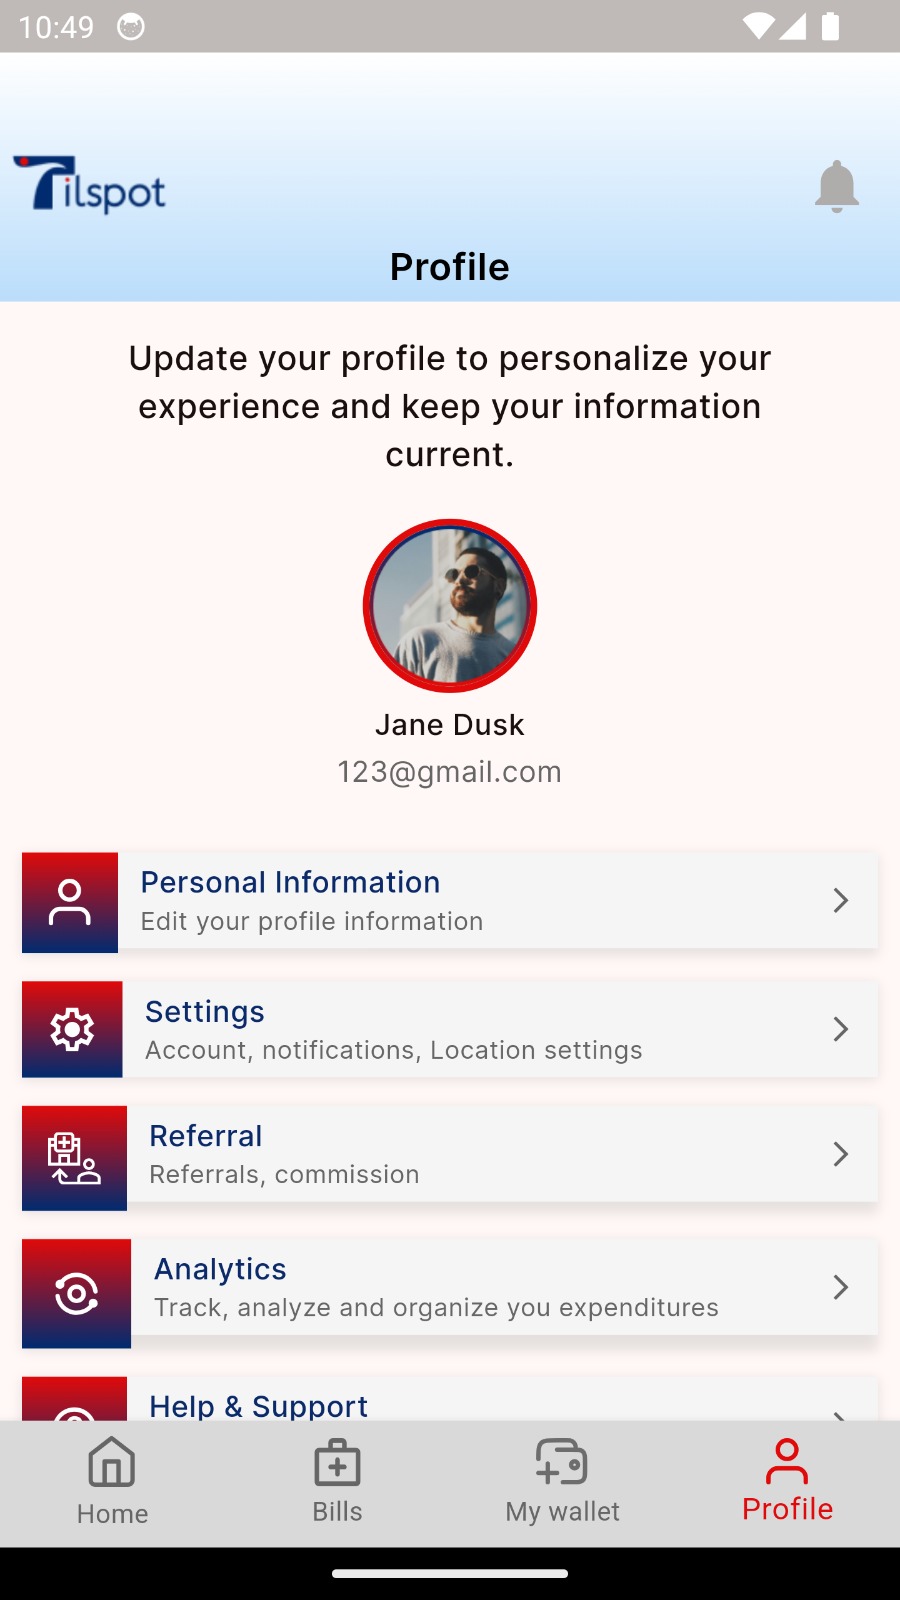 10:49
Tilspot
Profile
Update your profile to personalize your
experience and keep your information
current.
Jane Dusk
123@gmail.com
Personal Information
Edit your profile information
Settings
Account, notifications, Location settings
Referral
Referrals, commission
Analytics
Track, analyze and organize you expenditures
Help & Support
Home
Bills
My wallet
Profile